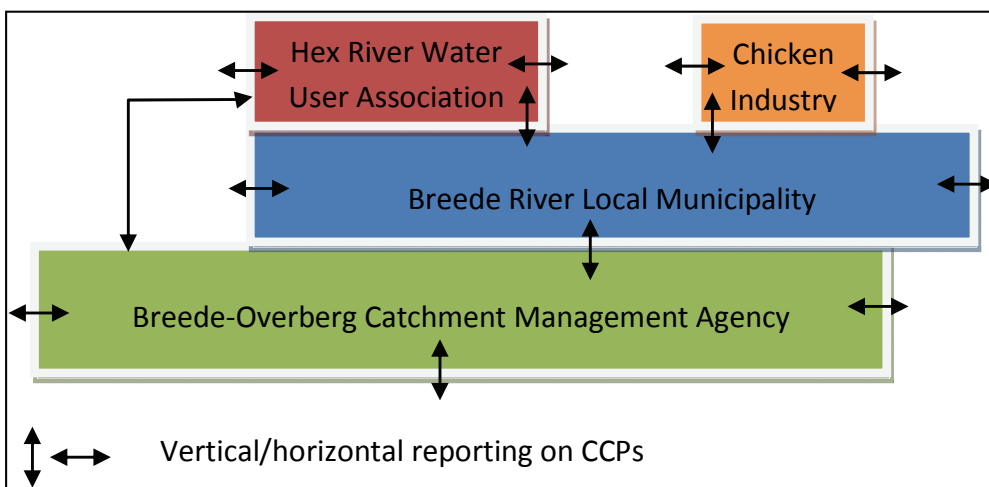 Hex River Water
User Association
Chicken
Industry
Breede River Local Municipality
Breede-Overberg Catchment Management Agency
Vertical/horizontal reporting on CCPs